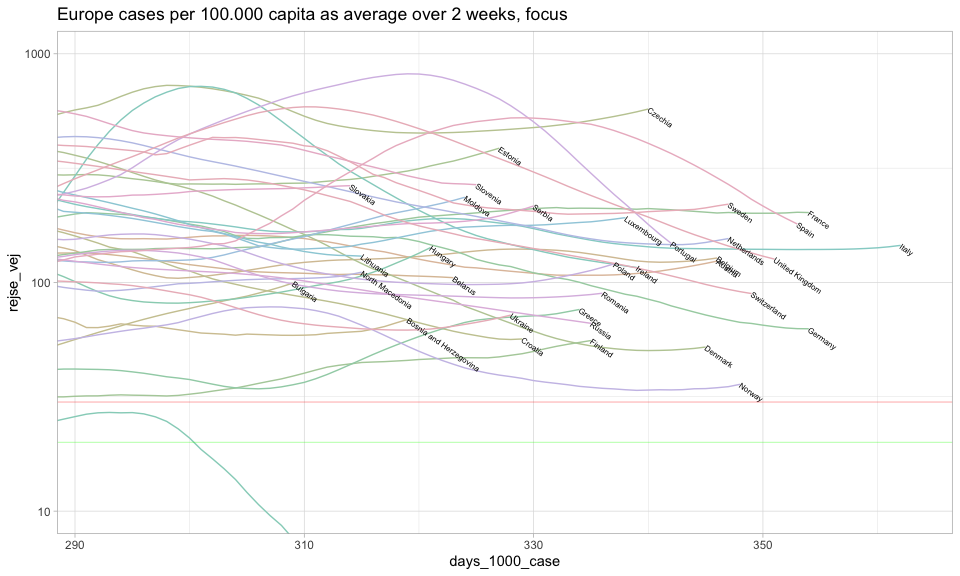 Europe cases per 100.000 capita as average over 2 weeks, focus
1000
100
10
rejse_vej
Czechia
Estonia
Slovakia
Slovenia
Moldova
Serbia
Sweden
France
Spain
Luxembourg
Portugal
Netherlands
Italy
Hungary
Lithuania
Poland
Ireland
United Kingdom
North Macedonia
Belarus
Bulgaria
Romania
Switzerland
Greece
Russia
Ukraine
Bosnia and Herzegovina
Croatia
Finland
Denmark
Germany
Norway
290
310
330
350
days_1000_case